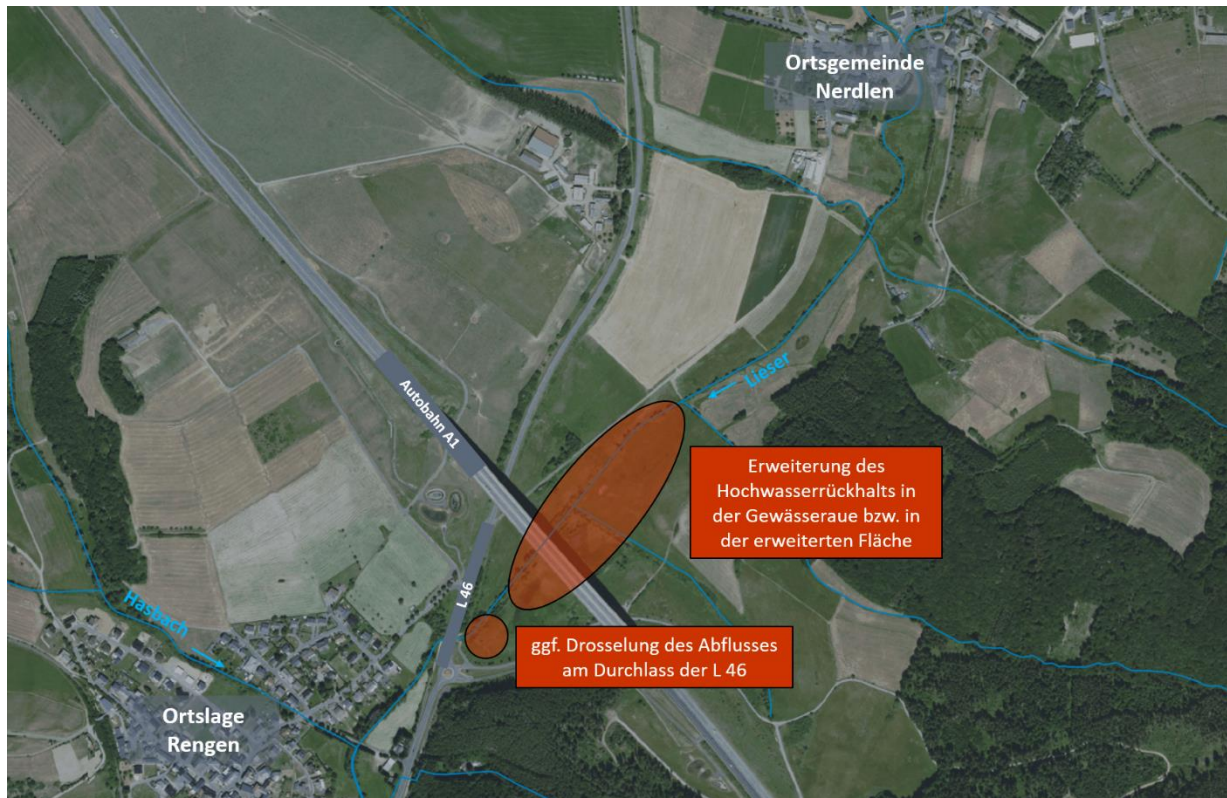 Ortsgemeinde
Nerdlen
Lieser
Autobahn A1
Erweiterung des
Hochwasserrückhalts in
der Gewässeraue bzw. in
der erweiterten Fläche
L 46
Hasbach
ggf. Drosselung des Abflusses
am Durchlass der L 46
Ortslage
Rengen